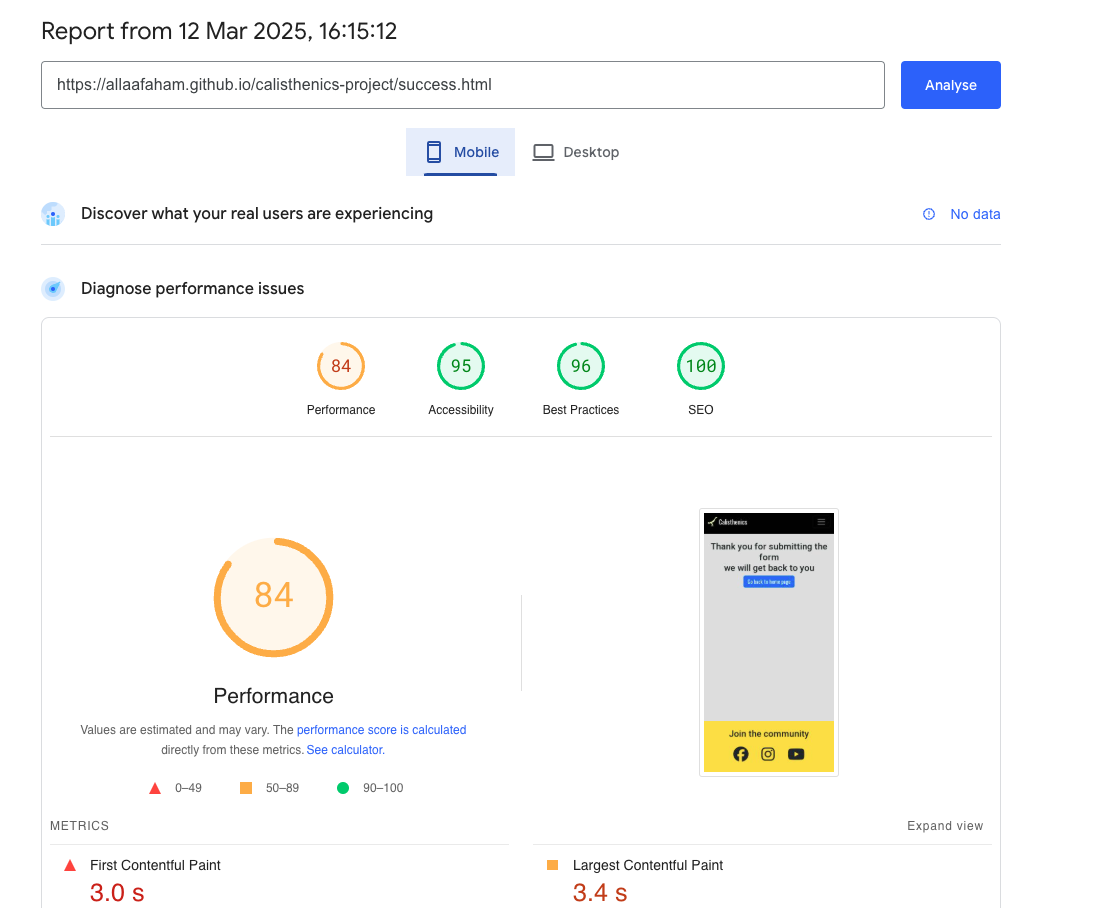 Report from 12 Mar 2025, 16:15:12
https://allaafaham.github.io/calisthenics-project/success.html
Analyse
Mobile
Desktop
Discover what your real users are experiencing
No data
Diagnose performance issues
84
95
96
100
Performance
Accessibility
Best Practices
SEO
84
Performance
Values are estimated and may vary. The performance score is calculated
directly from these metrics. See calculator.
0–49
50–89
90–100
Calisthenics
Thank you for submitting the
form
we will get back to you
Go back to home page
Join the community
METRICS
Expand view
First Contentful Paint
3.0 s
Largest Contentful Paint
3.4 s